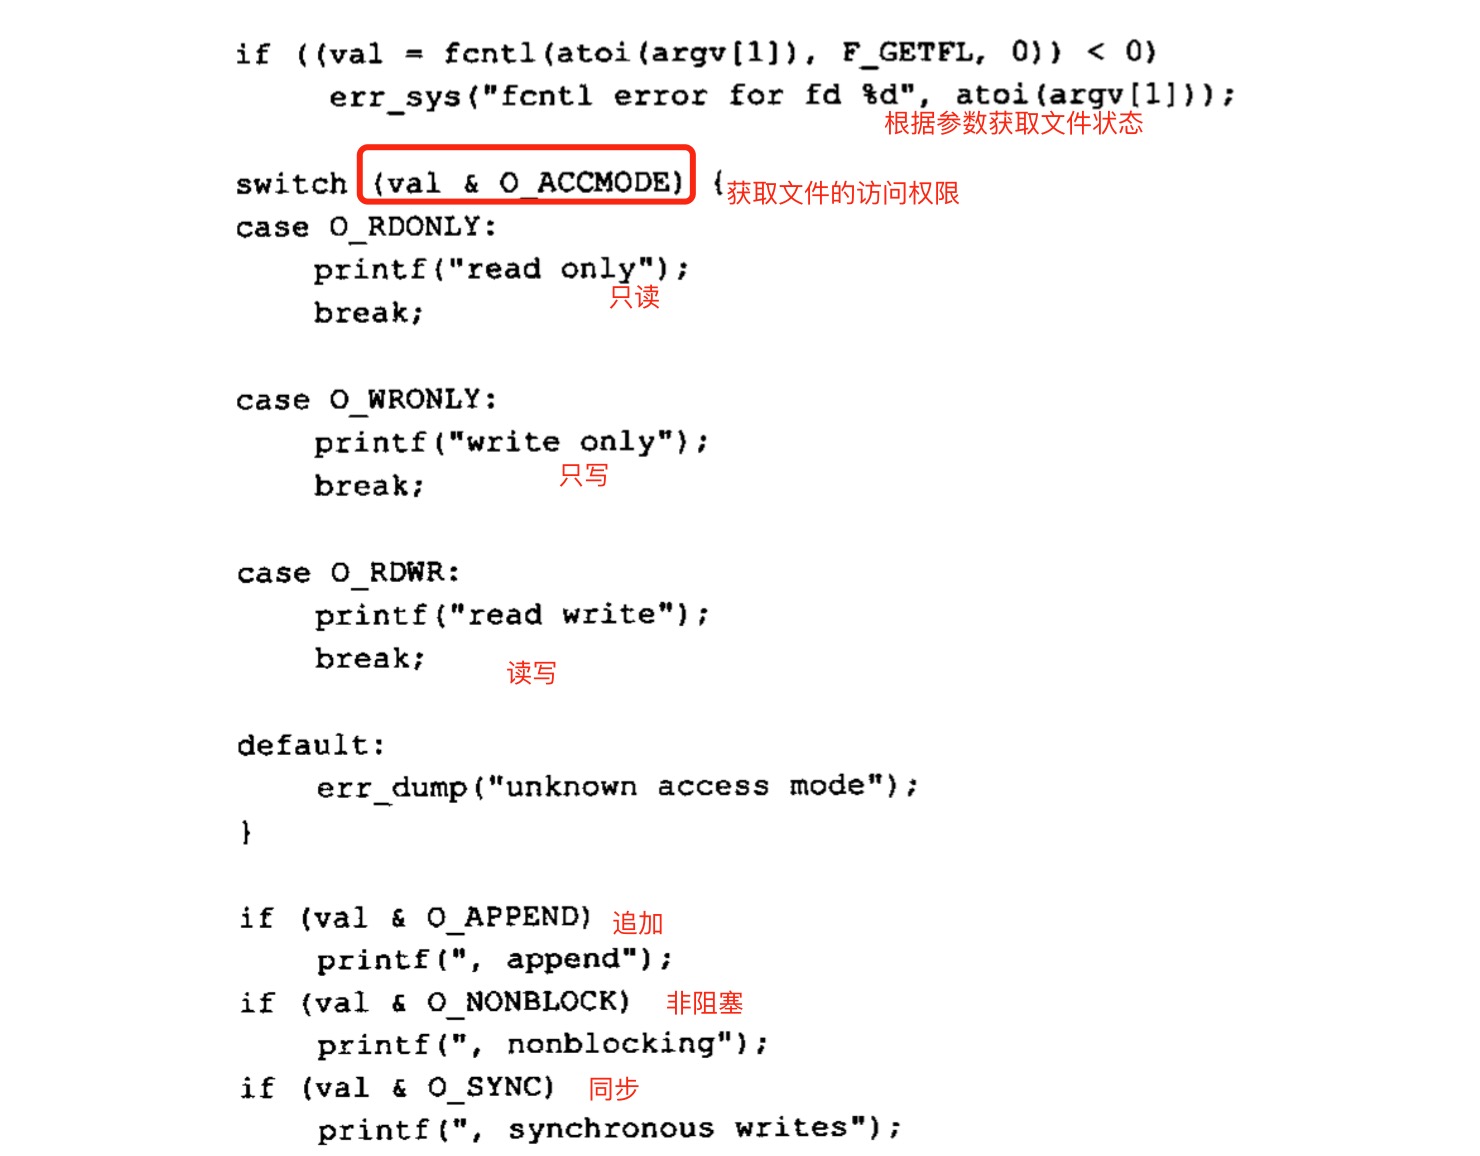 if ((val = fcntl(atoi(argv[1]), F_GETFL, 0)) < 0)
err_sys("fcntl error for fd %d", atoi(argv[1]));
根据参数获取文件状态
switch (val & O_ACCMODE) {
获取文件的访问权限
case O_RDONLY:
printf("read only");
只读
break;
case O_WRONLY:
printf("write only");
只写
break;
case O_RDWR:
printf("read write");
break;
读写
default:
err_dump("unknown access mode");
}
if (val & O_APPEND) 追加
printf(", append");
if (val & O_NONBLOCK) 非阻塞
printf(", nonblocking");
if (val & O_SYNC) 同步
printf(", synchronous writes");